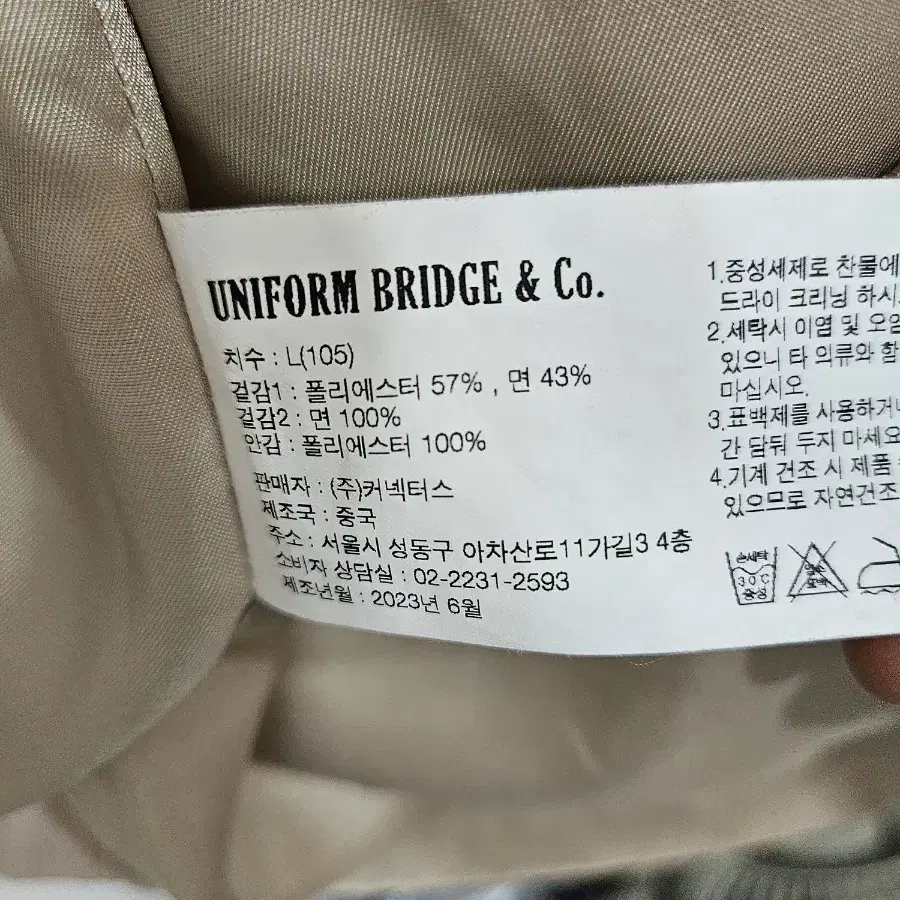 UNIFORM BRIDGE & Co.
치수 : L(105)
겉감1 : 폴리에스터 57% , 면 43%
겉감2 : 면 100%
안감 : 폴리에스터 100%
판매자 : (주)커넥터스
제조국 : 중국
주소 : 서울시 성동구 아차산로11가길3 4층
소비자 상담실 : 02-2231-2593
제조년월 : 2023년 6월
1.중성세제로 찬물에
드라이 크리닝 하시
2.세탁시 이염 및 오염
있으니 타 의류와 함
마십시오.
3.표백제를 사용하거나
간 담둬 두지 마세요
4.기계 건조 시 제품
있으므로 자연건조
손세탁
30℃
중성